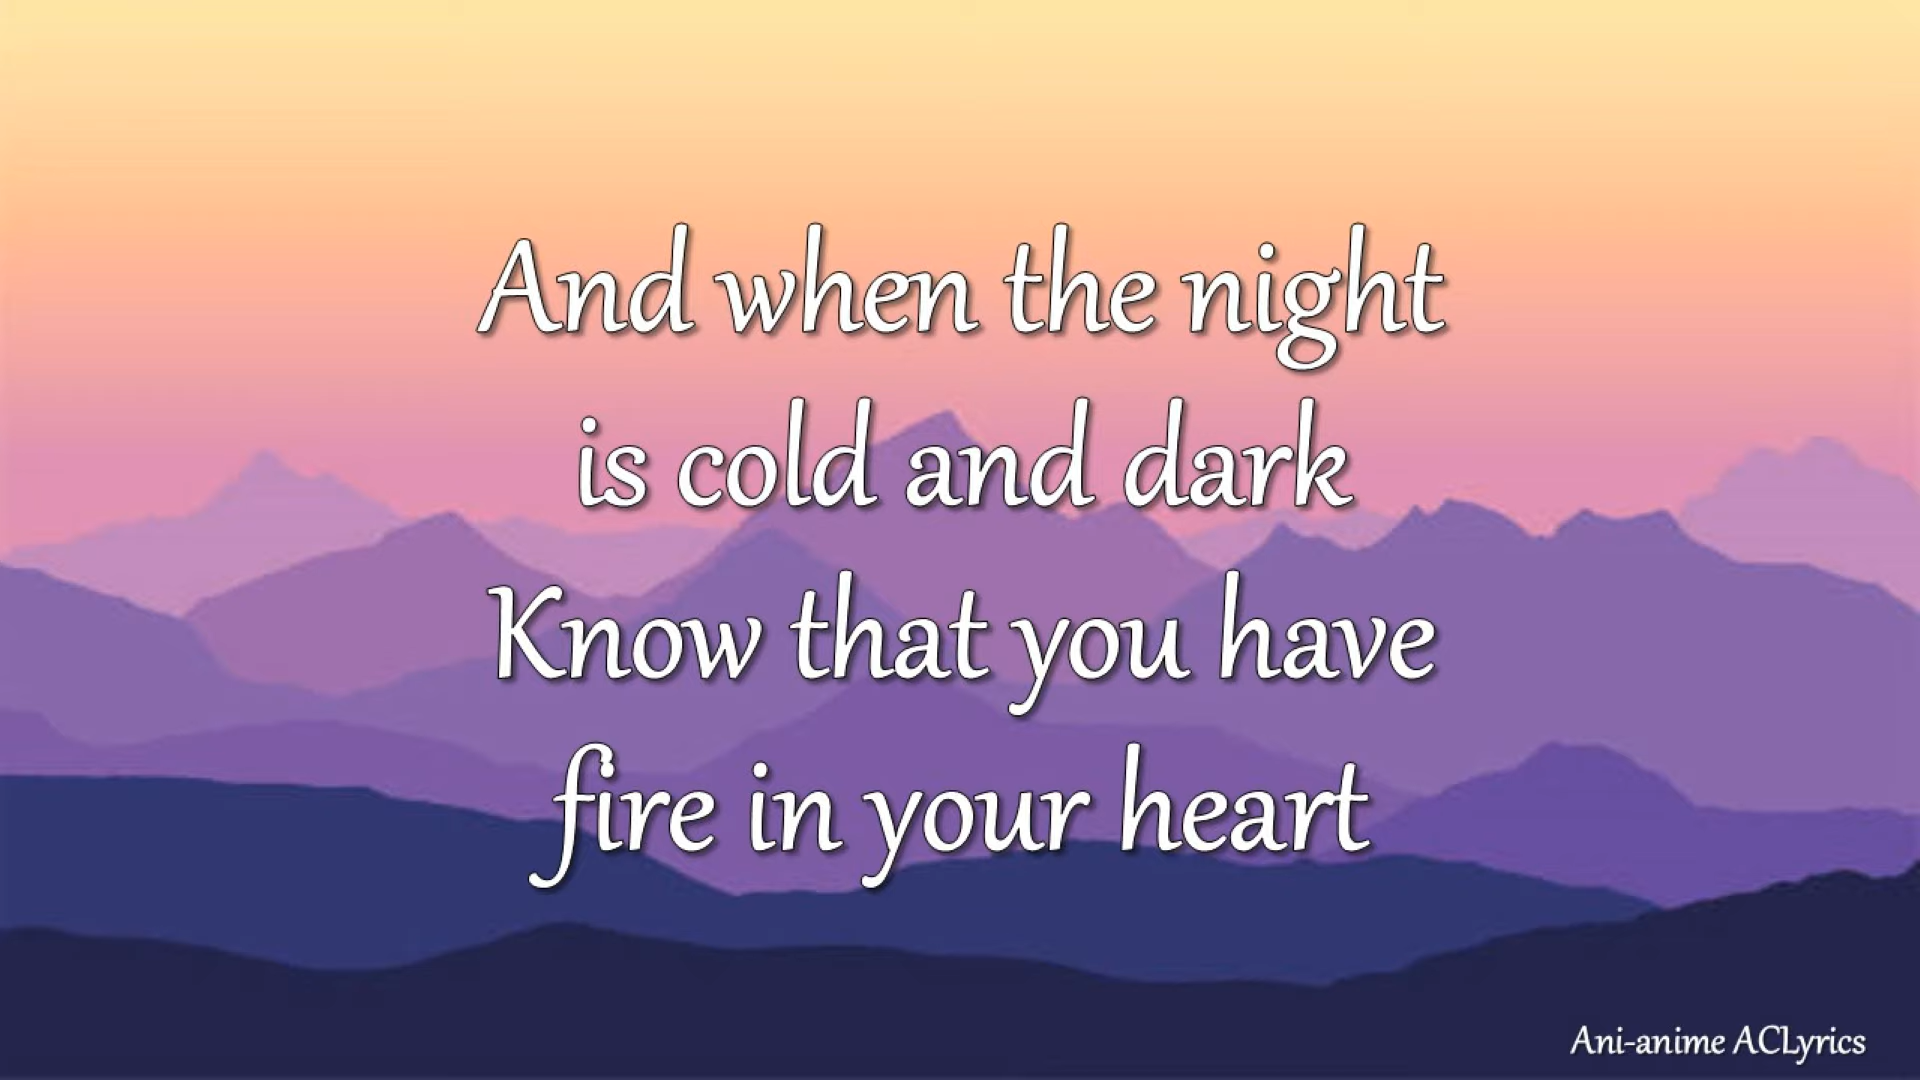 And when the night
is cold and dark
Know that you have
fire in your heart
Ani-anime ACLyrics